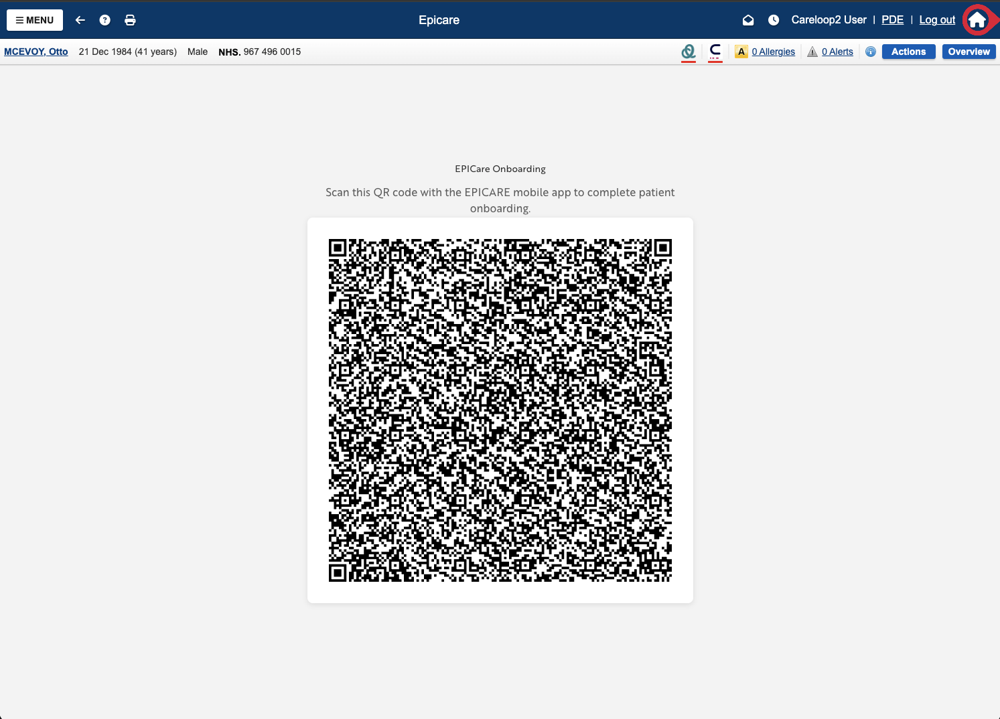 MENU
Epicare
Careloop2 User | PDE | Log out
MCEVOY, Otto 21 Dec 1984 (41 years) Male NHS. 967 496 0015
A 0 Allergies 0 Alerts Actions Overview
EPICare Onboarding
Scan this QR code with the EPICARE mobile app to complete patient
onboarding.